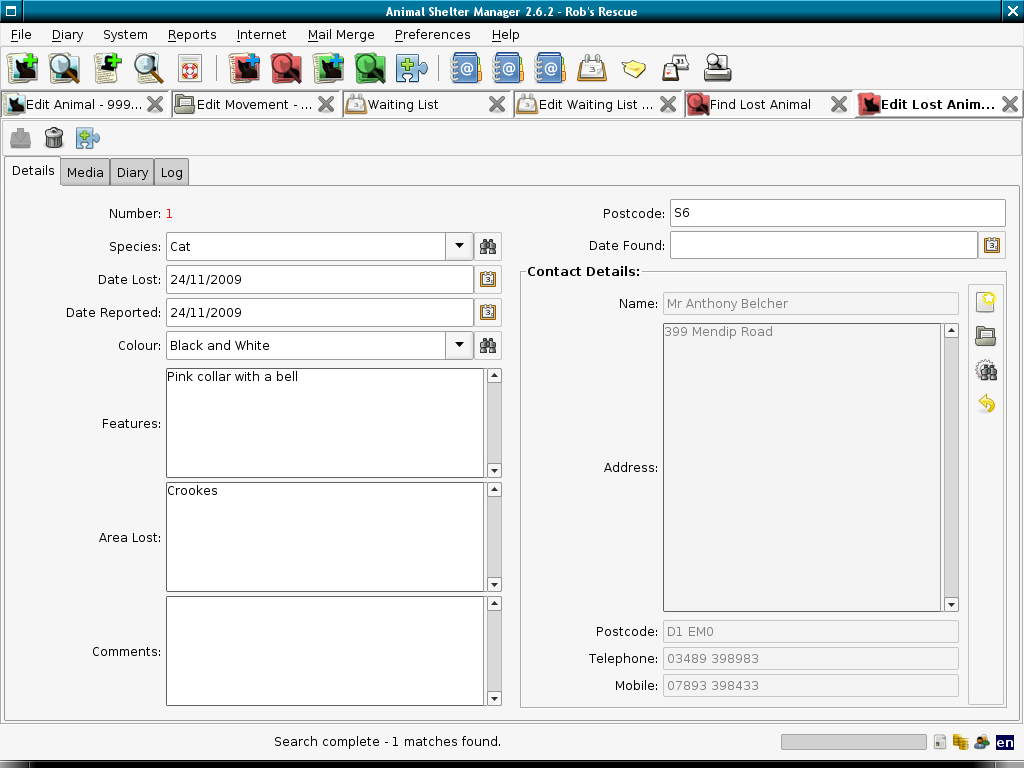 Animal Shelter Manager 2.6.2 - Rob's Rescue
File Diary System Reports Internet Mail Merge Preferences Help
Edit Animal - 999... Edit Movement - ... Waiting List Edit Waiting List ... Find Lost Animal Edit Lost Anim...
Details Media Diary Log
Number: 1
Species: Cat
Date Lost: 24/11/2009
Date Reported: 24/11/2009
Colour: Black and White
Features: Pink collar with a bell
Area Lost: Crookes
Comments:
Postcode: S6
Date Found:
Contact Details:
Name: Mr Anthony Belcher
Address: 399 Mendip Road
Postcode: D1 EM0
Telephone: 03489 398983
Mobile: 07893 398433
Search complete - 1 matches found.
en